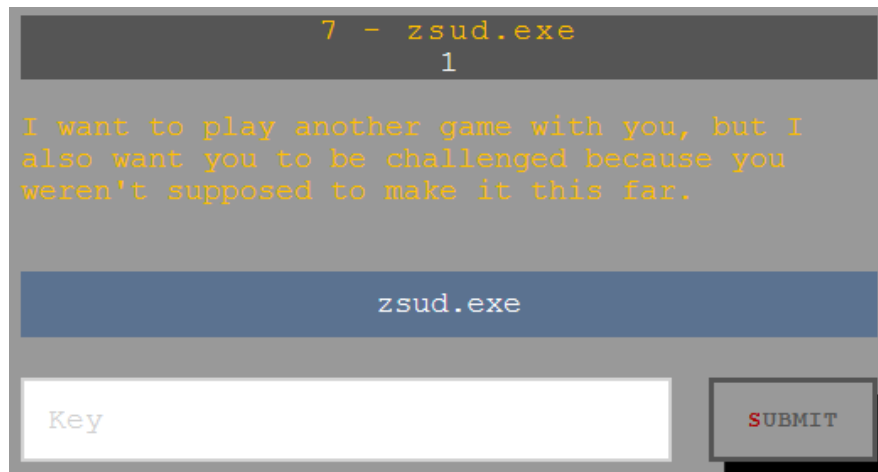 7 - zsud.exe
1
I want to play another game with you, but I
also want you to be challenged because you
weren't supposed to make it this far.
zsud.exe
Key
SUBMIT